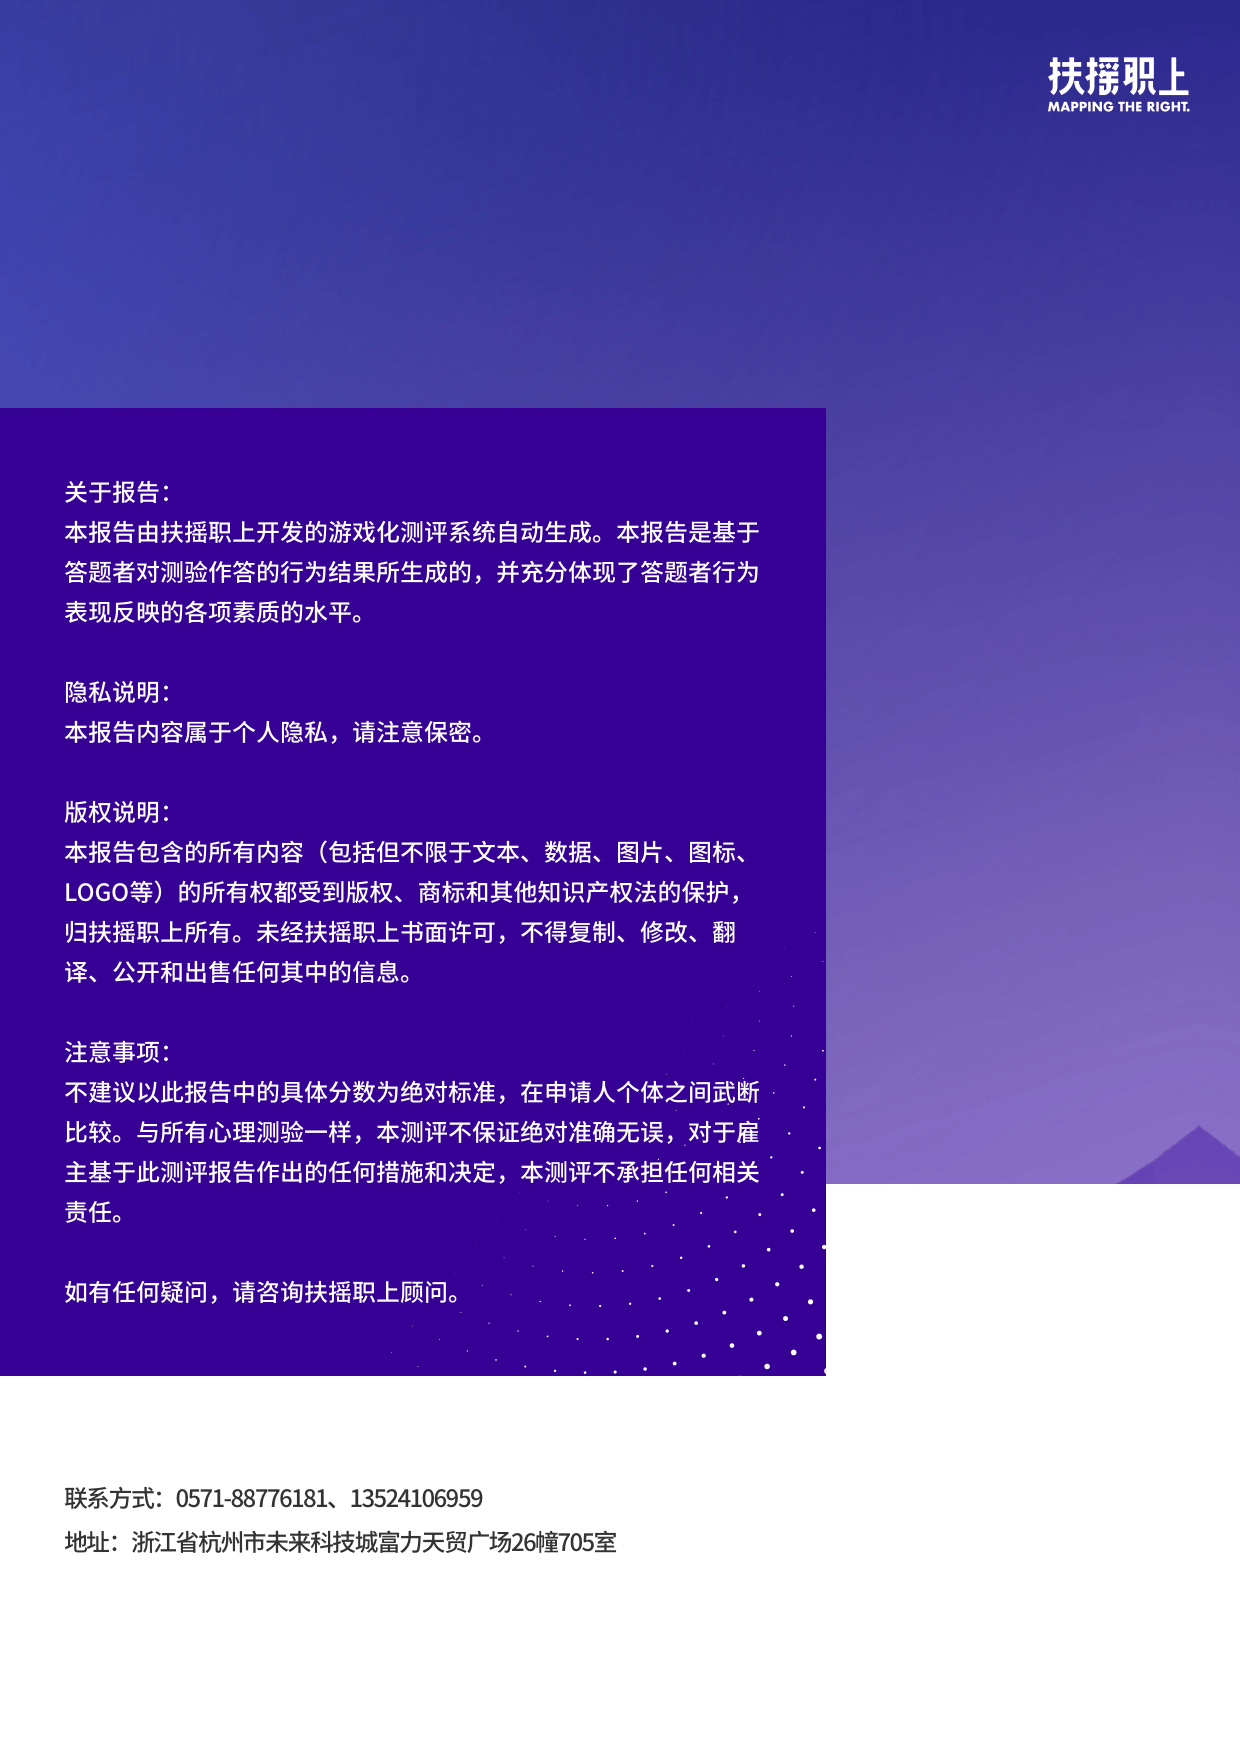 扶摇职上
MAPPING THE RIGHT.
关于报告：
本报告由扶摇职上开发的游戏化测评系统自动生成。本报告是基于
答题者对测验作答的行为结果所生成的，并充分体现了答题者行为
表现反映的各项素质的水平。
隐私说明：
本报告内容属于个人隐私，请注意保密。
版权说明：
本报告包含的所有内容（包括但不限于文本、数据、图片、图标、
LOGO等）的所有权都受到版权、商标和其他知识产权法的保护，
归扶摇职上所有。未经扶摇职上书面许可，不得复制、修改、翻
译、公开和出售任何其中的信息。
注意事项：
不建议以此报告中的具体分数为绝对标准，在申请人个体之间武断
比较。与所有心理测验一样，本测评不保证绝对准确无误，对于雇
主基于此测评报告作出的任何措施和决定，本测评不承担任何相关
责任。
如有任何疑问，请咨询扶摇职上顾问。
联系方式：0571-88776181、13524106959
地址：浙江省杭州市未来科技城富力天贸广场26幢705室